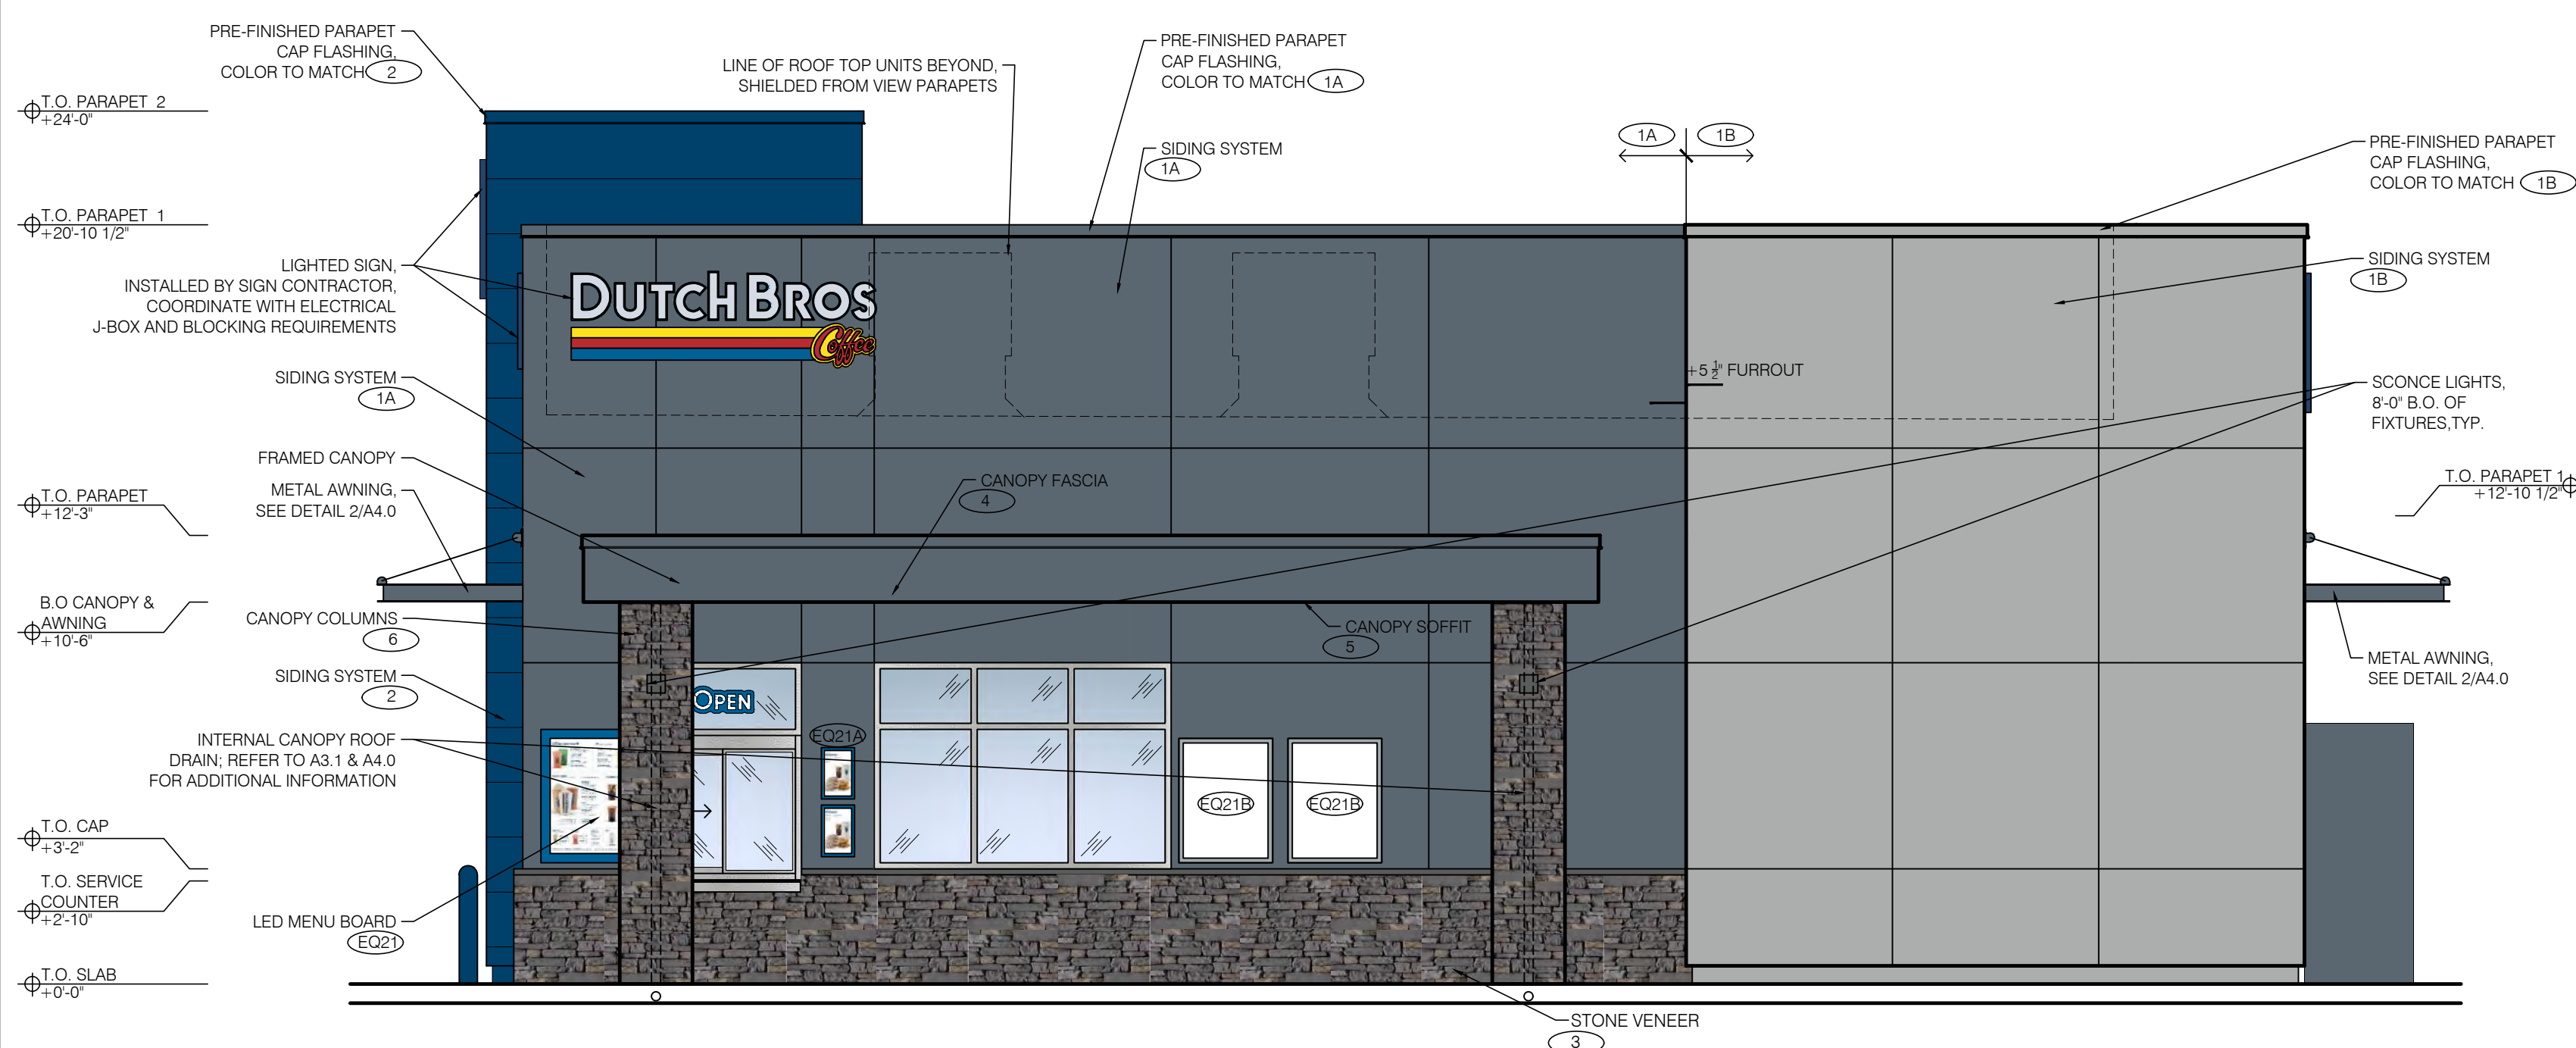 PRE-FINISHED PARAPET
CAP FLASHING,
COLOR TO MATCH 2
LINE OF ROOF TOP UNITS BEYOND,
SHIELDED FROM VIEW PARAPETS
PRE-FINISHED PARAPET
CAP FLASHING,
COLOR TO MATCH 1A
T.O. PARAPET 2
+24'-0"
1A 1B
SIDING SYSTEM
1A
PRE-FINISHED PARAPET
CAP FLASHING,
COLOR TO MATCH 1B
T.O. PARAPET 1
+20'-10 1/2"
LIGHTED SIGN,
INSTALLED BY SIGN CONTRACTOR,
COORDINATE WITH ELECTRICAL
J-BOX AND BLOCKING REQUIREMENTS
DUTCH BROS
Coffee
SIDING SYSTEM
1B
SIDING SYSTEM
1A
+5 1/2" FURROUT
SCONCE LIGHTS,
8'-0" B.O. OF
FIXTURES,TYP.
FRAMED CANOPY
METAL AWNING,
SEE DETAIL 2/A4.0
CANOPY FASCIA
4
T.O. PARAPET
+12'-3"
T.O. PARAPET 1
+12'-10 1/2"
B.O CANOPY &
AWNING
+10'-6"
CANOPY COLUMNS
6
CANOPY SOFFIT
5
METAL AWNING,
SEE DETAIL 2/A4.0
SIDING SYSTEM
2
OPEN
INTERNAL CANOPY ROOF
DRAIN; REFER TO A3.1 & A4.0
FOR ADDITIONAL INFORMATION
EQ21A
EQ21B EQ21B
T.O. CAP
+3'-2"
T.O. SERVICE
COUNTER
+2'-10"
LED MENU BOARD
EQ21
T.O. SLAB
+0'-0"
STONE VENEER
3